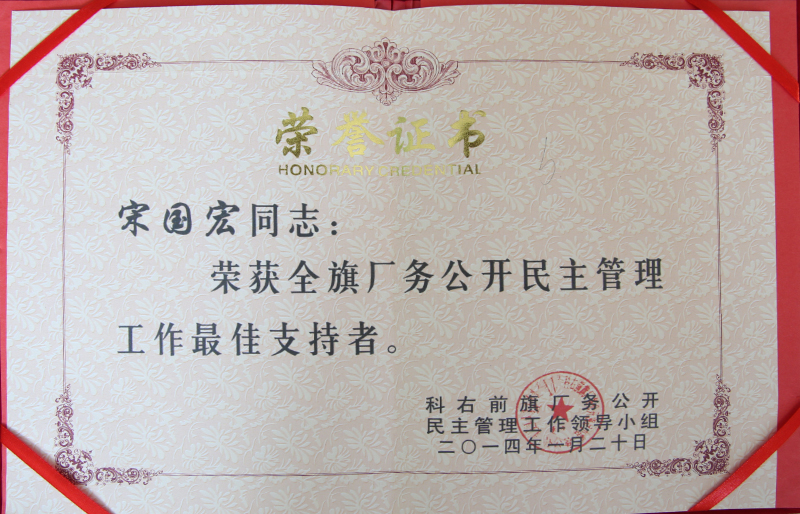 荣誉证书
HONORARY CREDENTIAL
宋国宏同志：
荣获全旗厂务公开民主管理
工作最佳支持者。
科右前旗厂务公开
民主管理工作领导小组
二〇一四年一月二十日